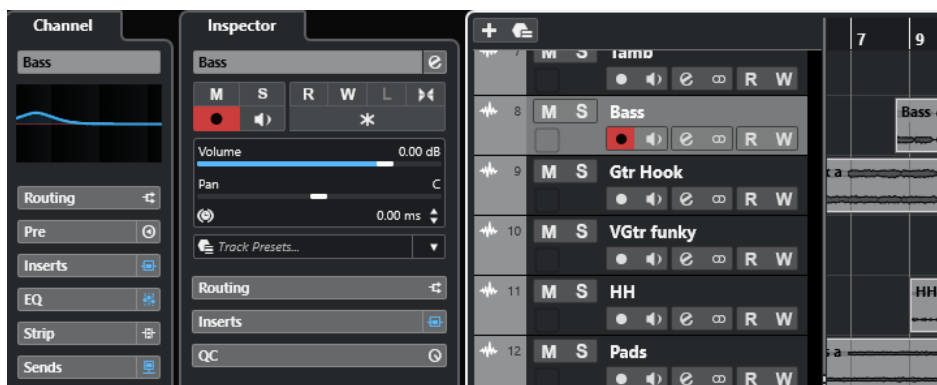 Channel
Bass
Routing
Pre
Inserts
EQ
Strip
Sends
Inspector
Bass
M S R W L
Volume 0.00 dB
Pan C
0.00 ms
Track Presets...
Routing
Inserts
QC
7 9
7 M S Tamb
R W
8 M S Bass
R W
Bass
9 M S Gtr Hook
R W
a
10 M S VGtr funky
R W
11 M S HH
R W
HH
12 M S Pads
R W
s a